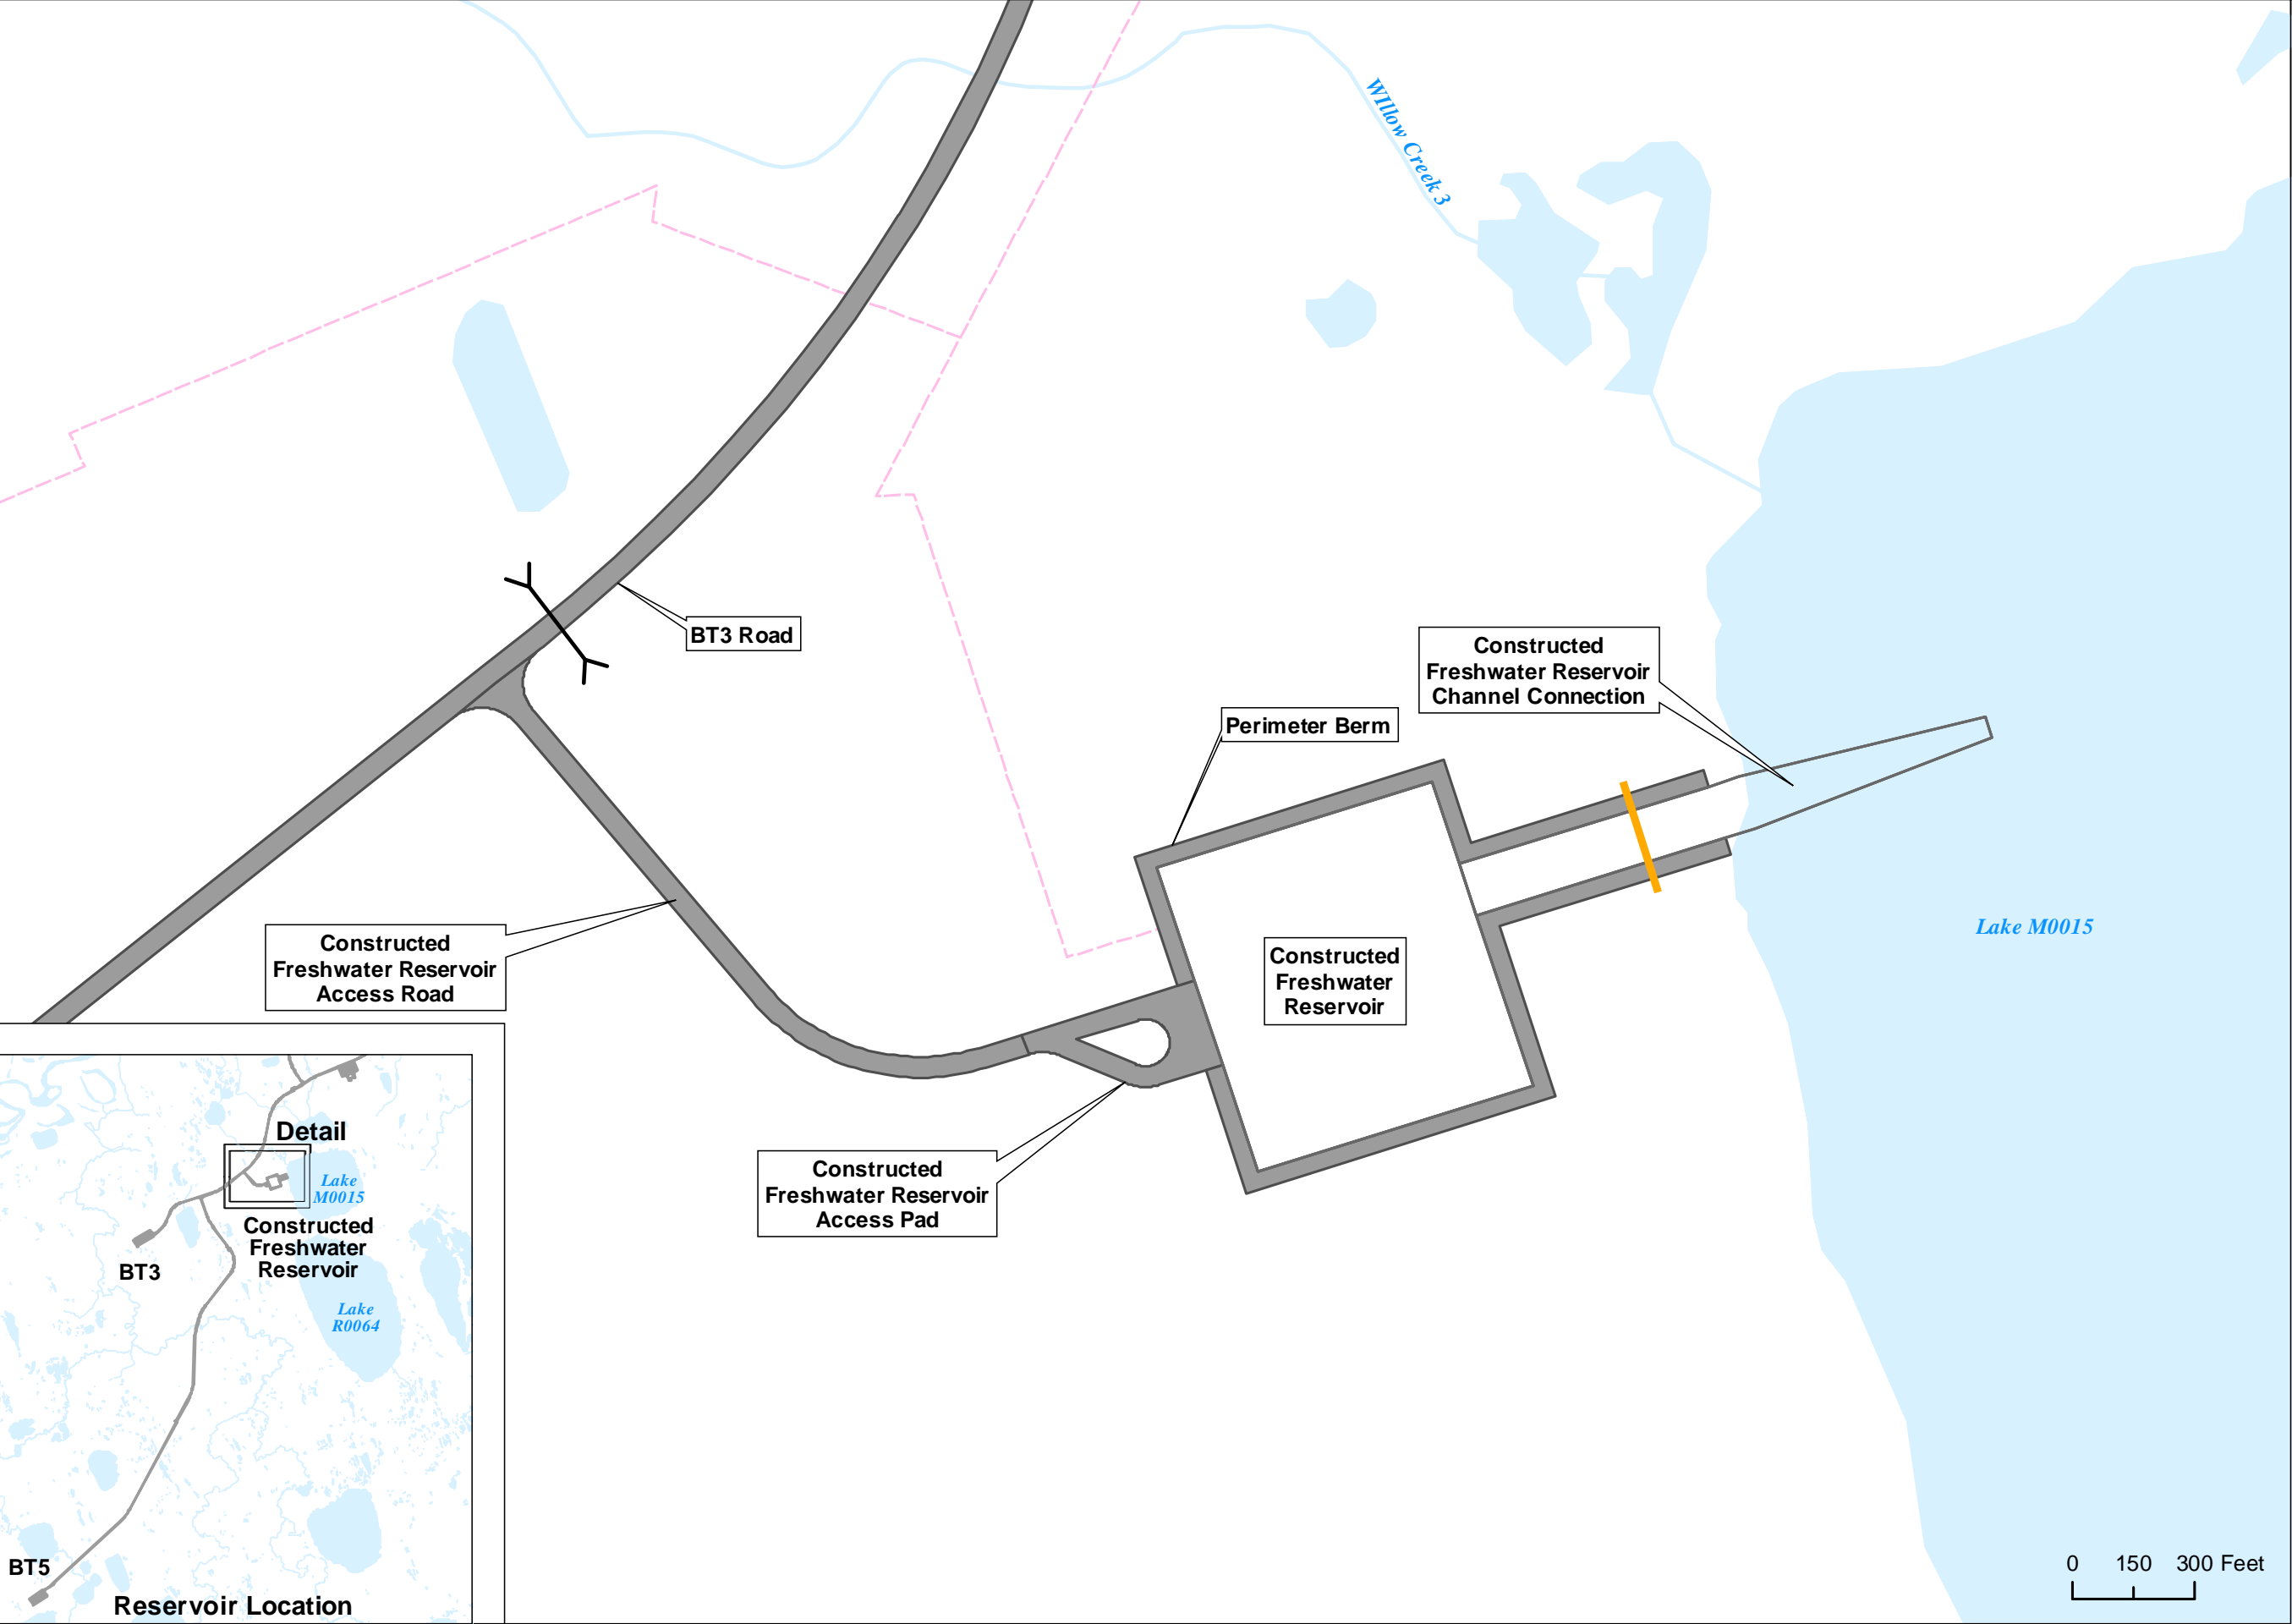 WIllow Creek 3
BT3 Road
Constructed
Freshwater Reservoir
Channel Connection
Perimeter Berm
Constructed
Freshwater Reservoir
Access Road
Lake M0015
Constructed
Freshwater
Reservoir
Constructed
Freshwater Reservoir
Access Pad
Detail
Lake
M0015
Constructed
Freshwater
Reservoir
BT3
Lake
R0064
BT5
Reservoir Location
0 150 300 Feet